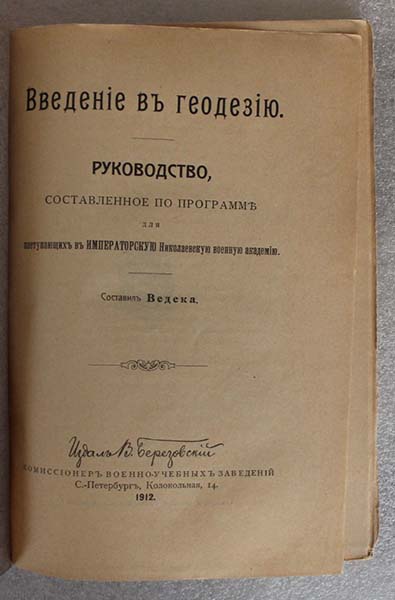 Введеніе въ геодезію.
РУКОВОДСТВО,
СОСТАВЛЕННОЕ ПО ПРОГРАММѢ
для
поступающихъ въ ИМПЕРАТОРСКУЮ Николаевскую военную академію.
Составилъ Ведека.
Издалъ В. Березовскій
КОМИССІОНЕРЪ ВОЕННО-УЧЕБНЫХЪ ЗАВЕДЕНІЙ
С.-Петербургъ, Колокольная, 14.
1912.